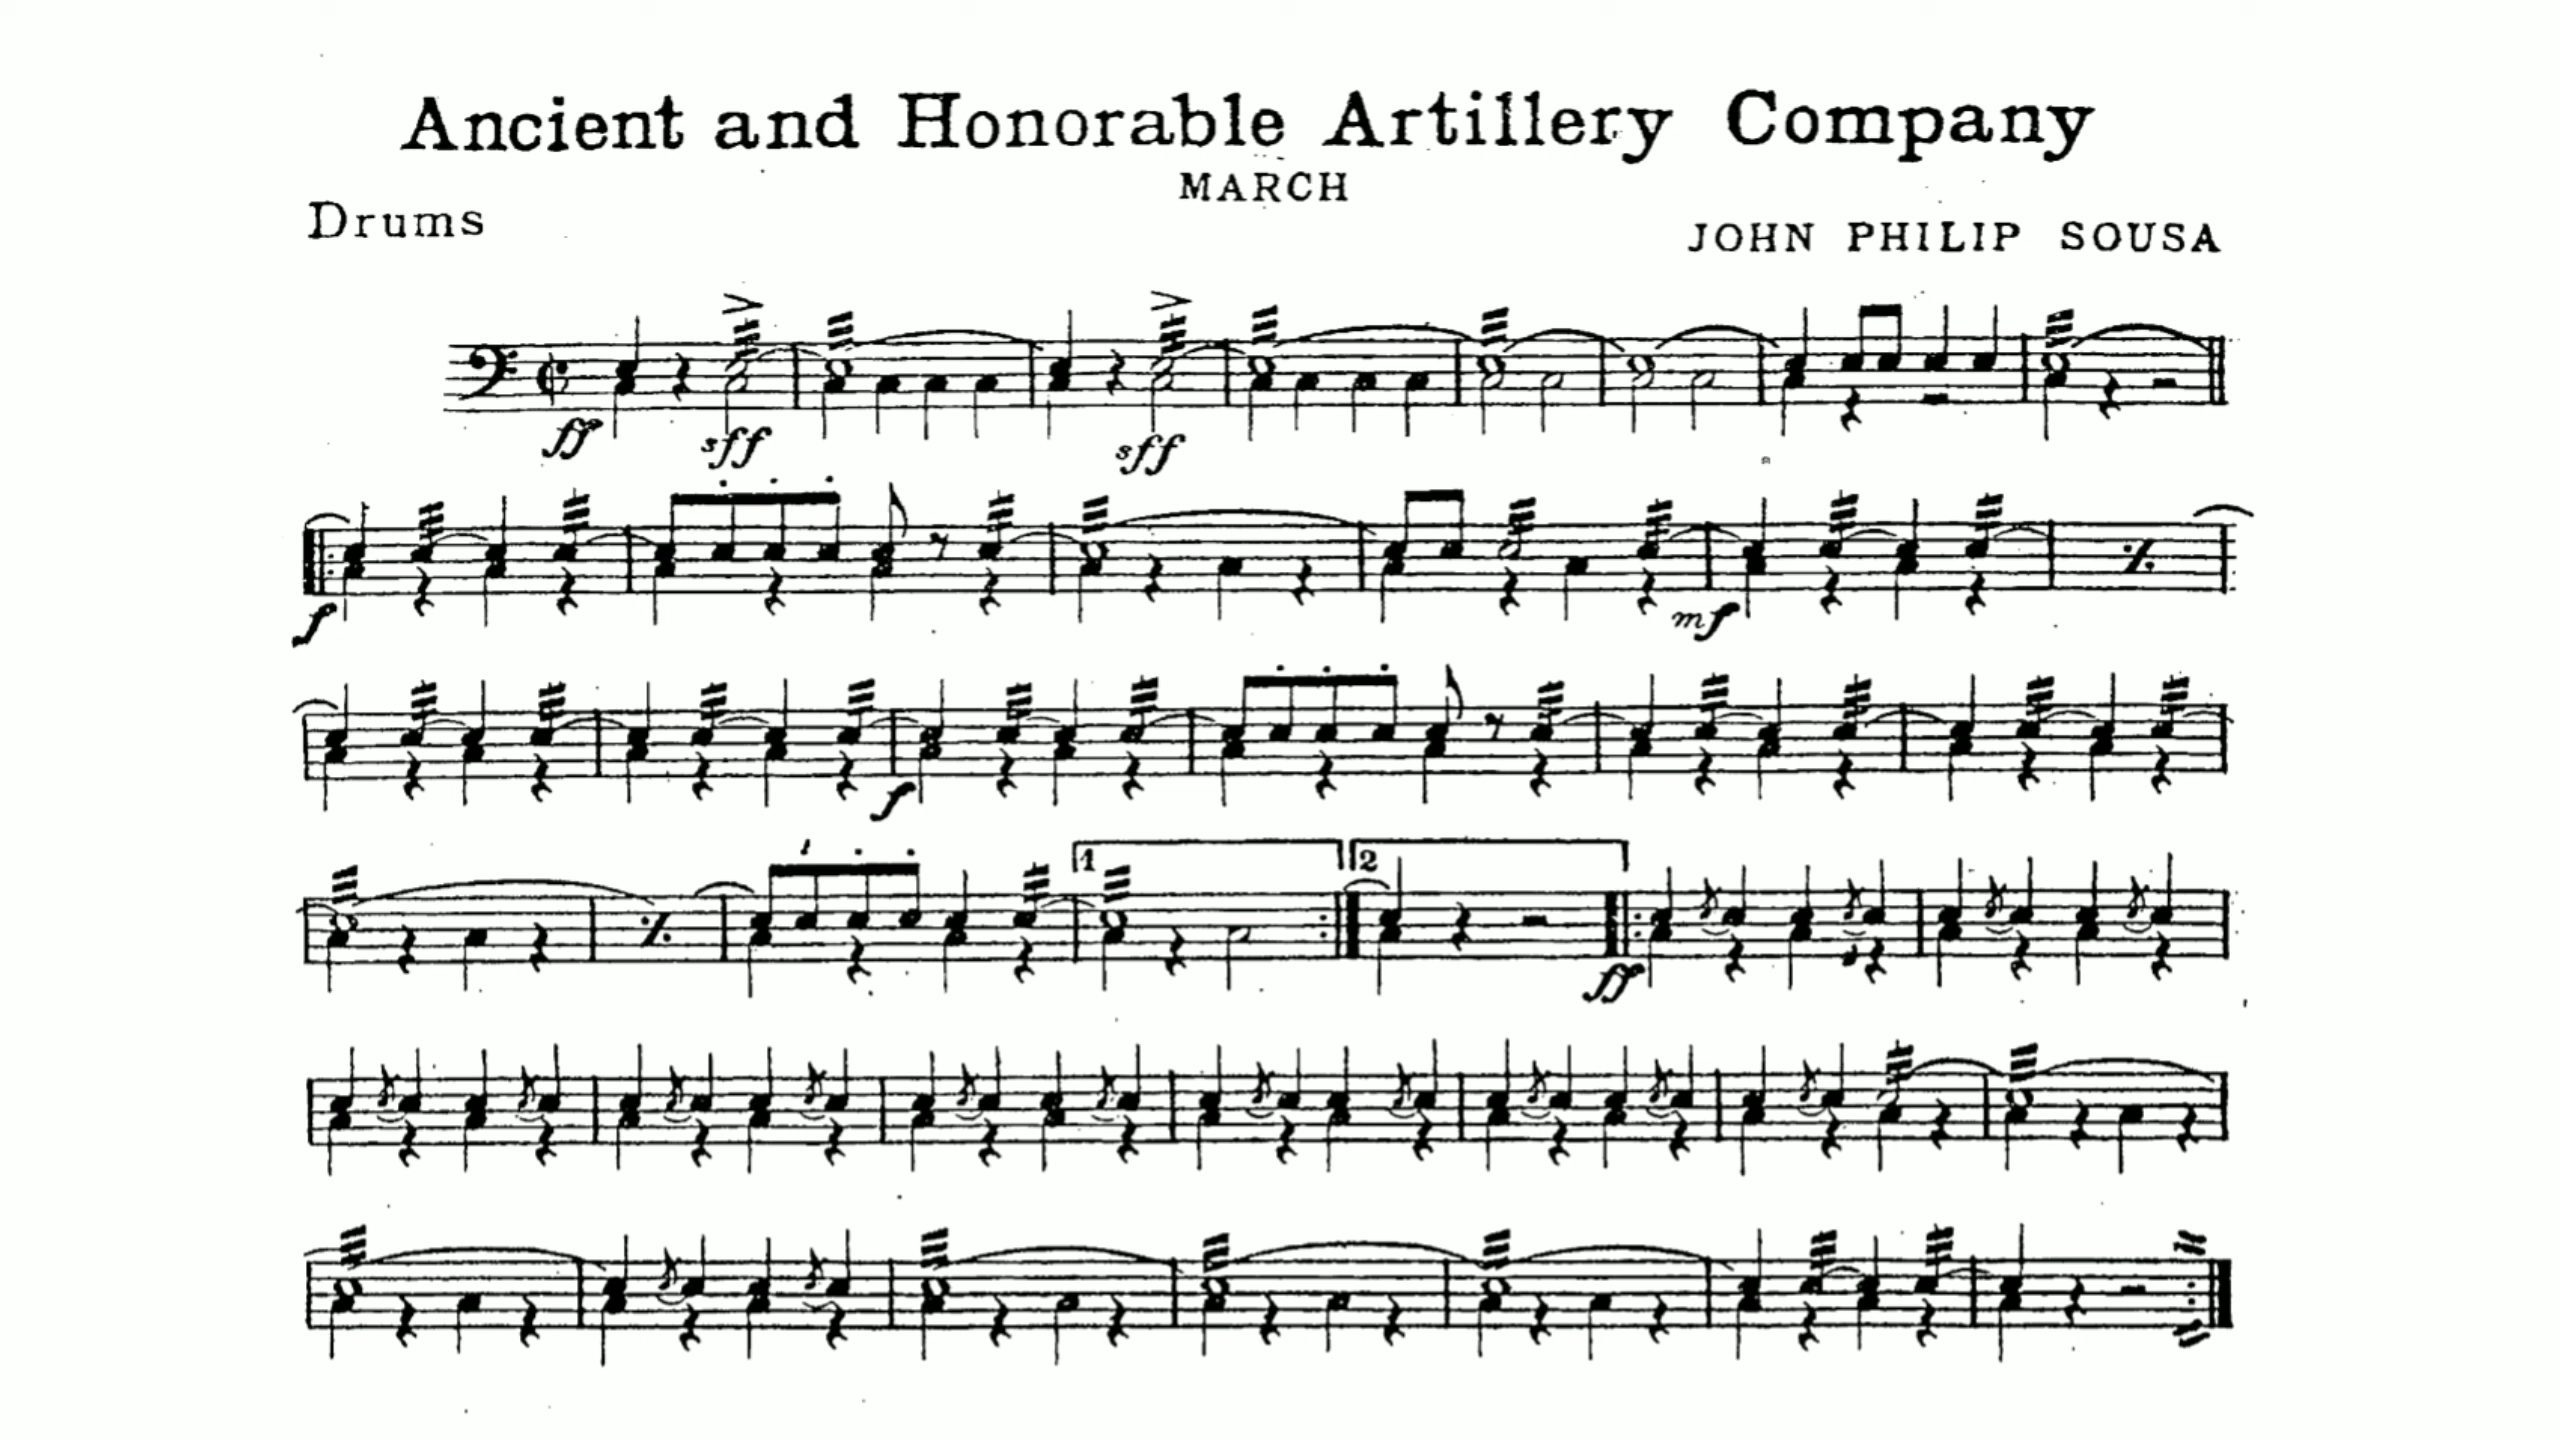 Ancient and Honorable Artillery Company
MARCH
Drums
JOHN PHILIP SOUSA
ff sff sff
f mf
f
1 2
ff